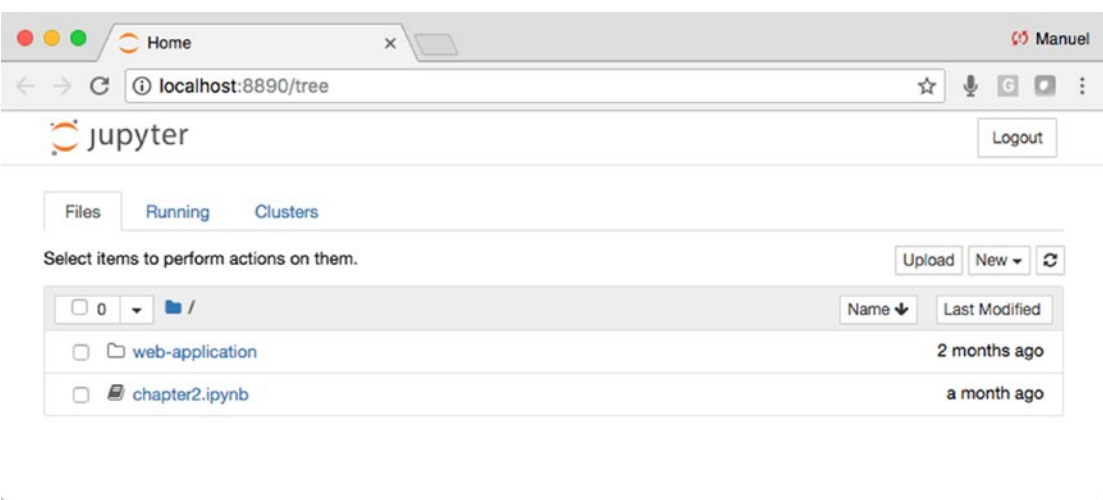 Home
Manuel
localhost:8890/tree
jupyter
Logout
Files Running Clusters
Select items to perform actions on them.
Upload New
0 /
Name Last Modified
web-application 2 months ago
chapter2.ipynb a month ago